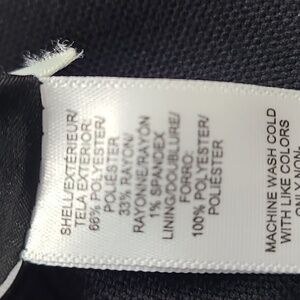 SHELL/EXTÉRIEUR/
TELA EXTERIOR:
66% POLYESTER/
POLIÉSTER
33% RAYON/
RAYONNE/RAYÓN
1% SPANDEX
LINING/DOUBLURE/
FORRO:
100% POLYESTER/
POLIÉSTER
MACHINE WASH COLD
WITH LIKE COLORS
ONLY NON-